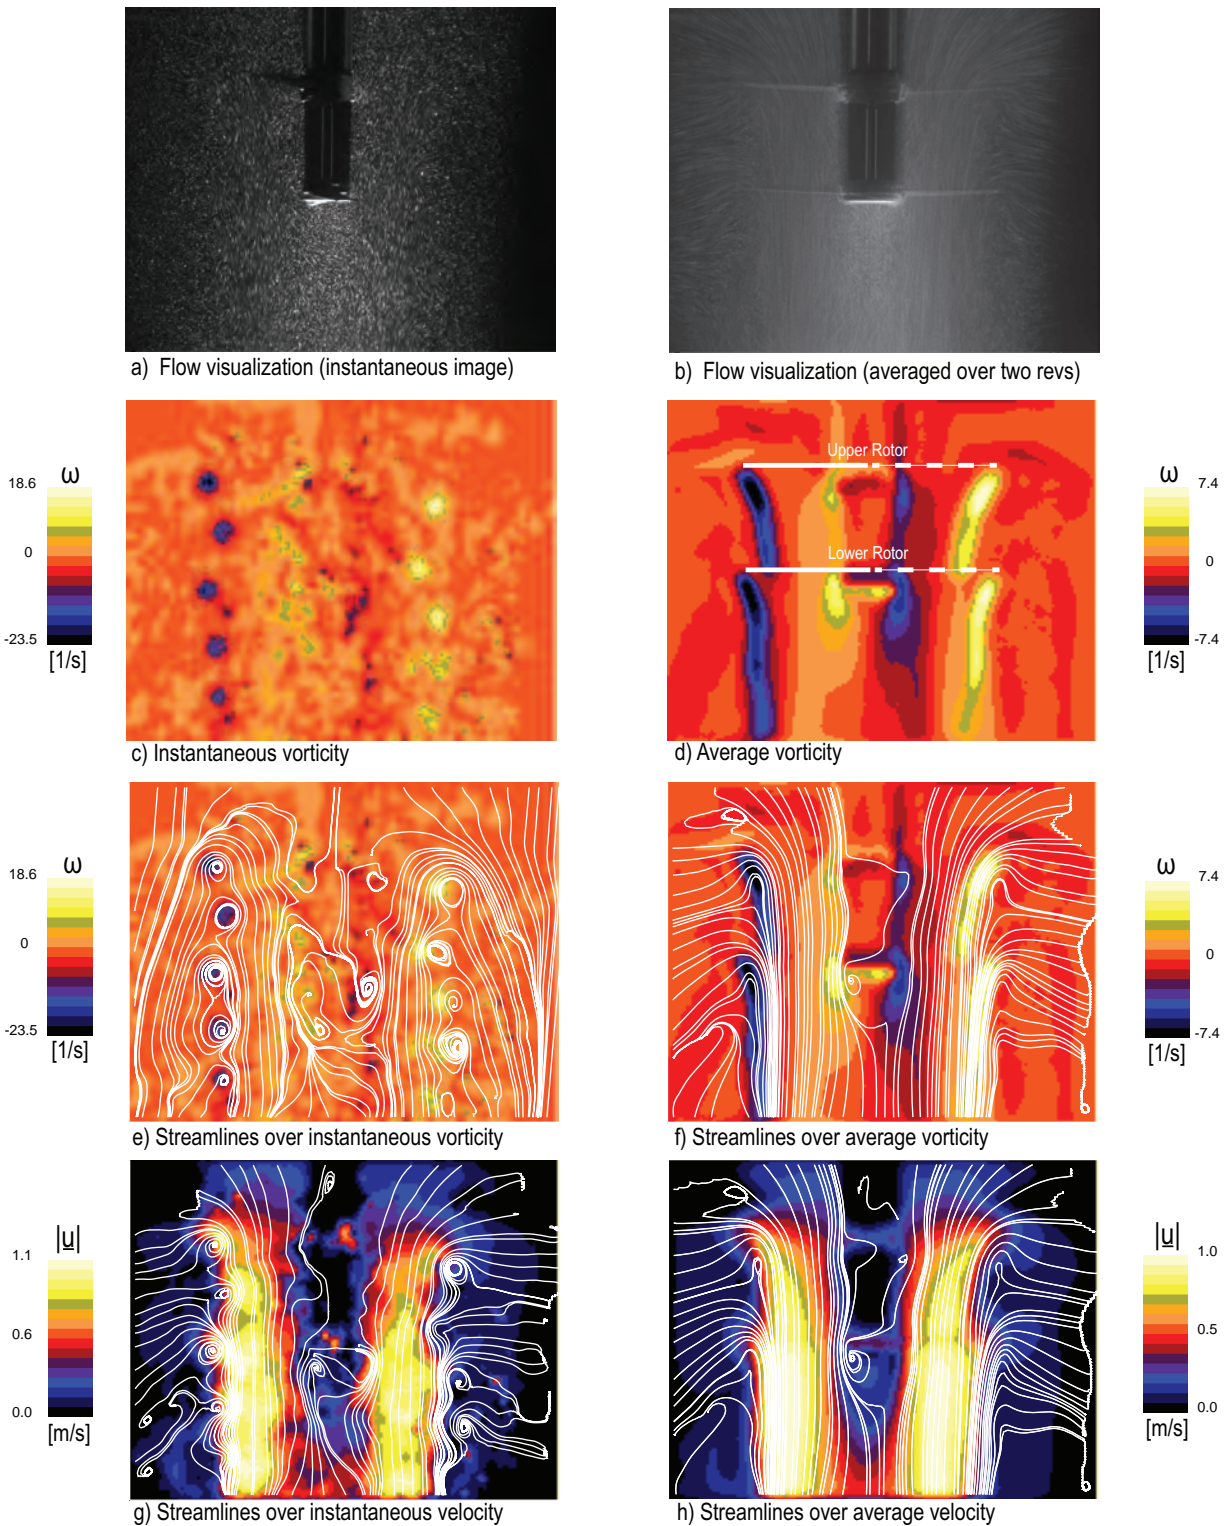 a) Flow visualization (instantaneous image)
b) Flow visualization (averaged over two revs)
ω
18.6
0
-23.5
[1/s]
Upper Rotor
Lower Rotor
ω
7.4
0
-7.4
[1/s]
c) Instantaneous vorticity
d) Average vorticity
ω
18.6
0
-23.5
[1/s]
ω
7.4
0
-7.4
[1/s]
e) Streamlines over instantaneous vorticity
f) Streamlines over average vorticity
|u|
1.1
0.6
0.0
[m/s]
|u|
1.0
0.5
0.0
[m/s]
g) Streamlines over instantaneous velocity
h) Streamlines over average velocity